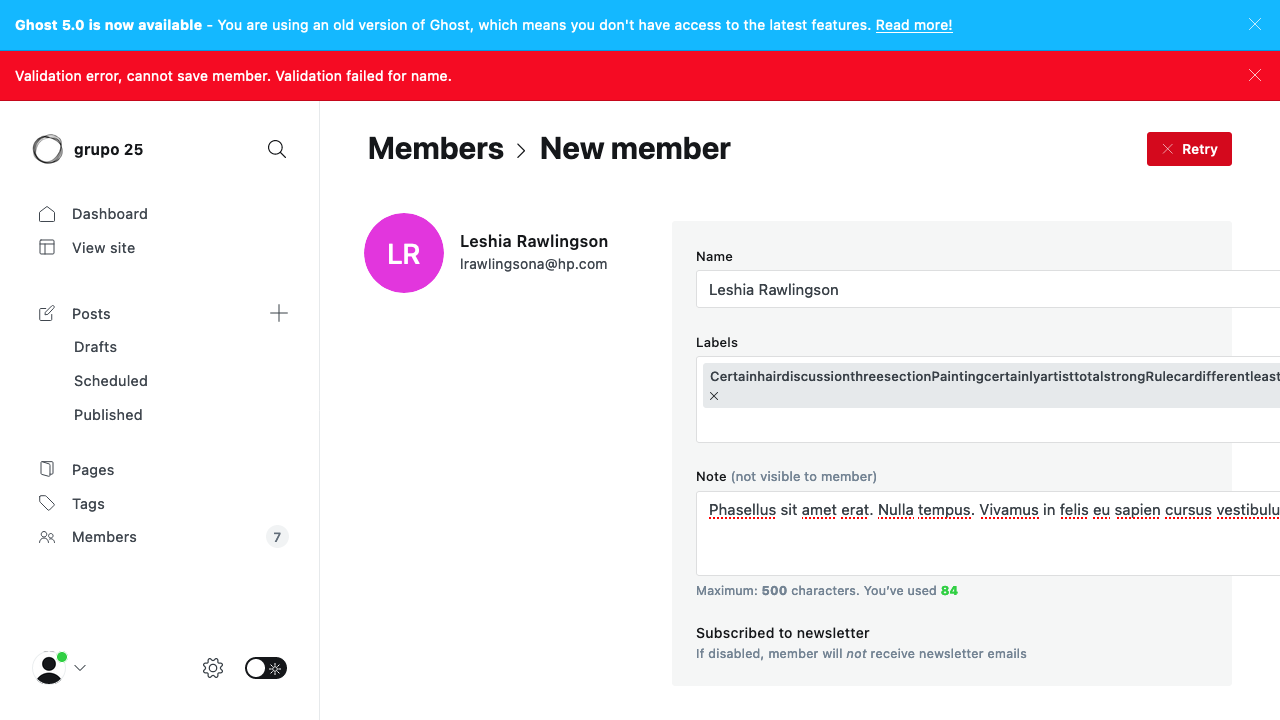 Ghost 5.0 is now available - You are using an old version of Ghost, which means you don't have access to the latest features. Read more!
Validation error, cannot save member. Validation failed for name.
grupo 25
Members > New member
Retry
Dashboard
View site
LR
Leshia Rawlingson
lrawlingsona@hp.com
Name
Leshia Rawlingson
Posts
Drafts
Scheduled
Published
Labels
CertainhairdiscussionthreesectionPaintingcertainlyartisttotalstrongRulecardifferentleast
Pages
Tags
Members
7
Note (not visible to member)
Phasellus sit amet erat. Nulla tempus. Vivamus in felis eu sapien cursus vestibulu
Maximum: 500 characters. You've used 84
Subscribed to newsletter
If disabled, member will not receive newsletter emails